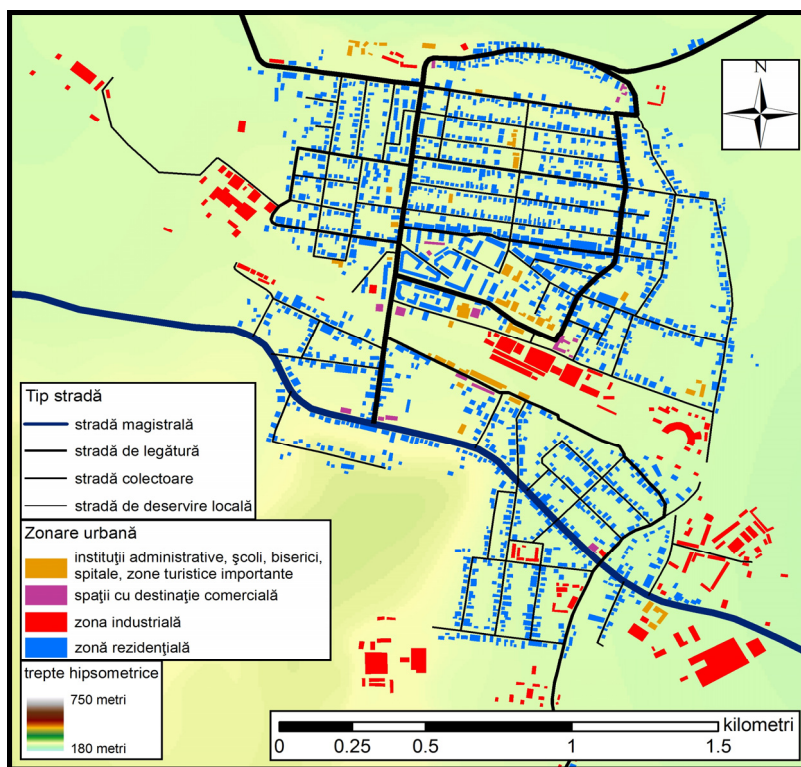 N
Tip stradă
stradă magistrală
stradă de legătură
stradă colectoare
stradă de deservire locală
Zonare urbană
instituţii administrative, şcoli, biserici,
spitale, zone turistice importante
spaţii cu destinaţie comercială
zona industrială
zonă rezidenţială
trepte hipsometrice
750 metri
180 metri
kilometri
0 0.25 0.5 1 1.5